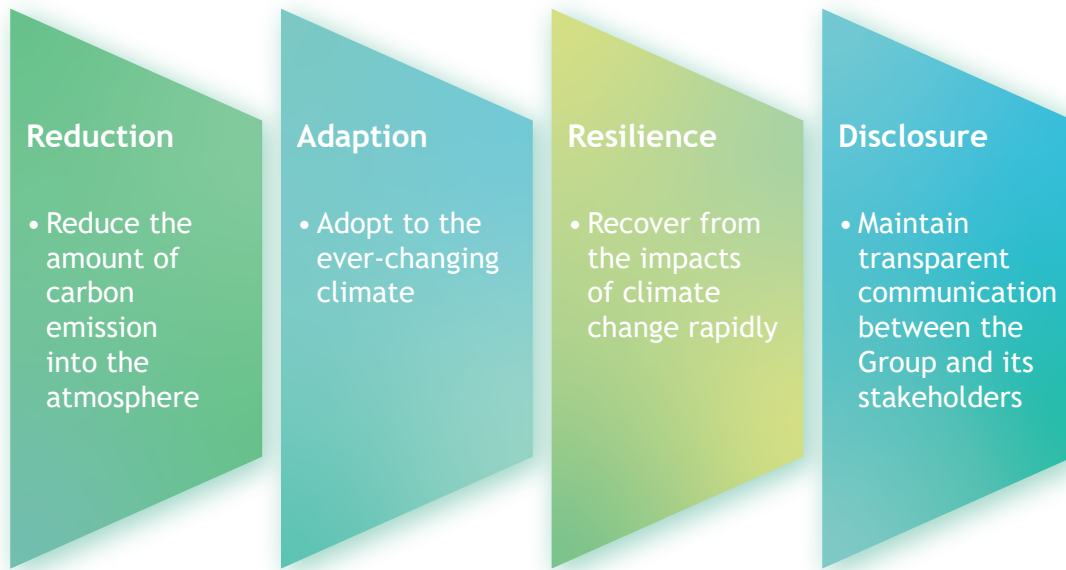 Reduction
• Reduce the
amount of
carbon
emission
into the
atmosphere
Adaption
• Adopt to the
ever-changing
climate
Resilience
• Recover from
the impacts
of climate
change rapidly
Disclosure
• Maintain
transparent
communication
between the
Group and its
stakeholders